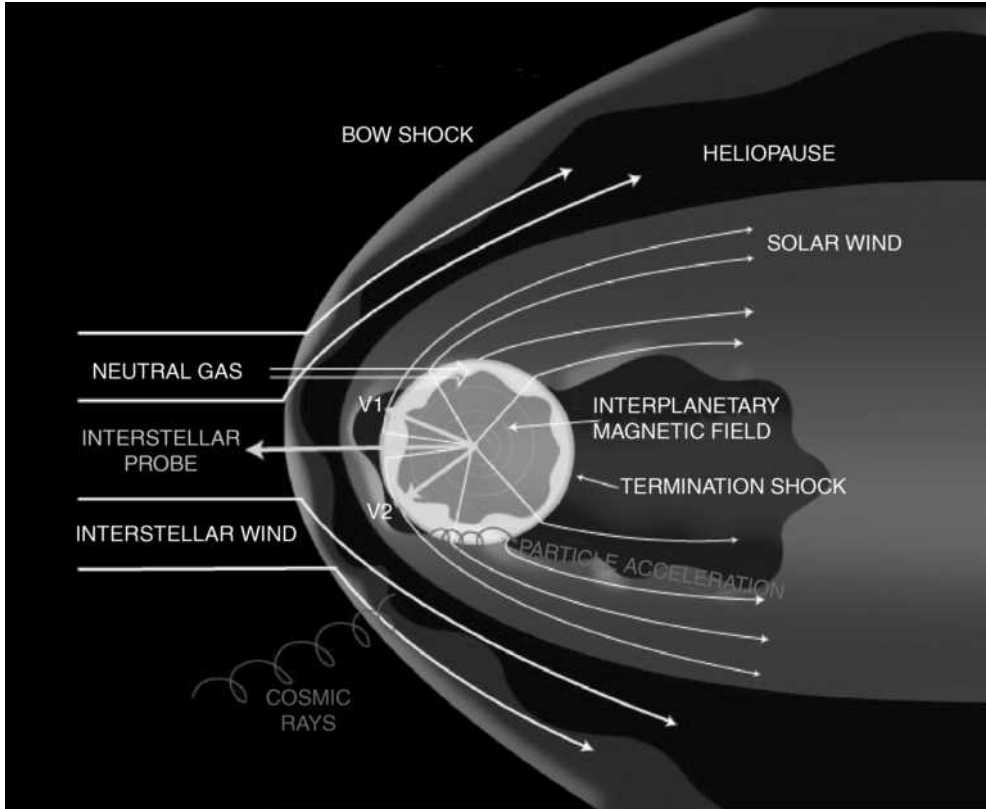 BOW SHOCK
HELIOPAUSE
SOLAR WIND
NEUTRAL GAS
V1
INTERPLANETARY
MAGNETIC FIELD
INTERSTELLAR
PROBE
TERMINATION SHOCK
V2
INTERSTELLAR WIND
PARTICLE ACCELERATION
COSMIC
RAYS